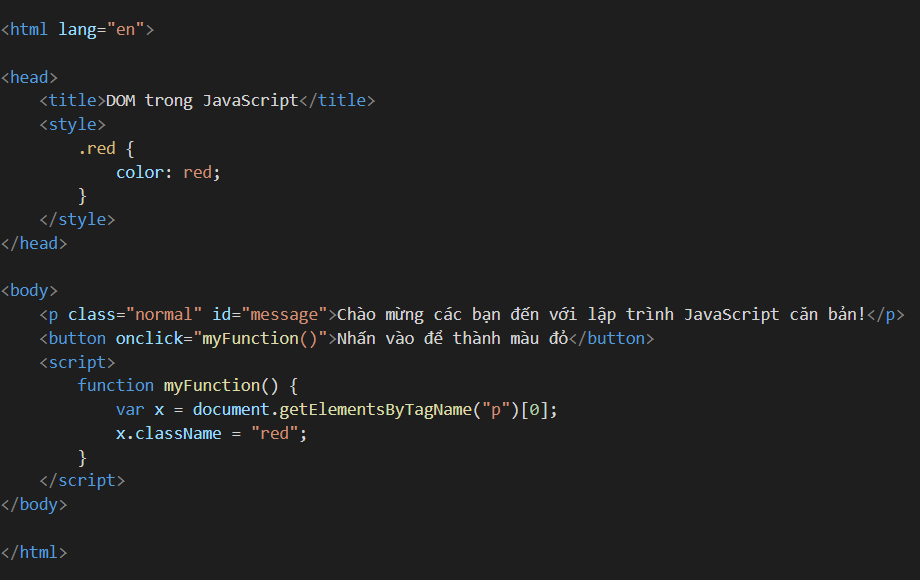 <html lang="en">
<head>
    <title>DOM trong JavaScript</title>
    <style>
        .red {
            color: red;
        }
    </style>
</head>
<body>
    <p class="normal" id="message">Chào mừng các bạn đến với lập trình JavaScript căn bản!</p>
    <button onclick="myFunction()">Nhấn vào để thành màu đỏ</button>
    <script>
        function myFunction() {
            var x = document.getElementsByTagName("p")[0];
            x.className = "red";
        }
    </script>
</body>
</html>